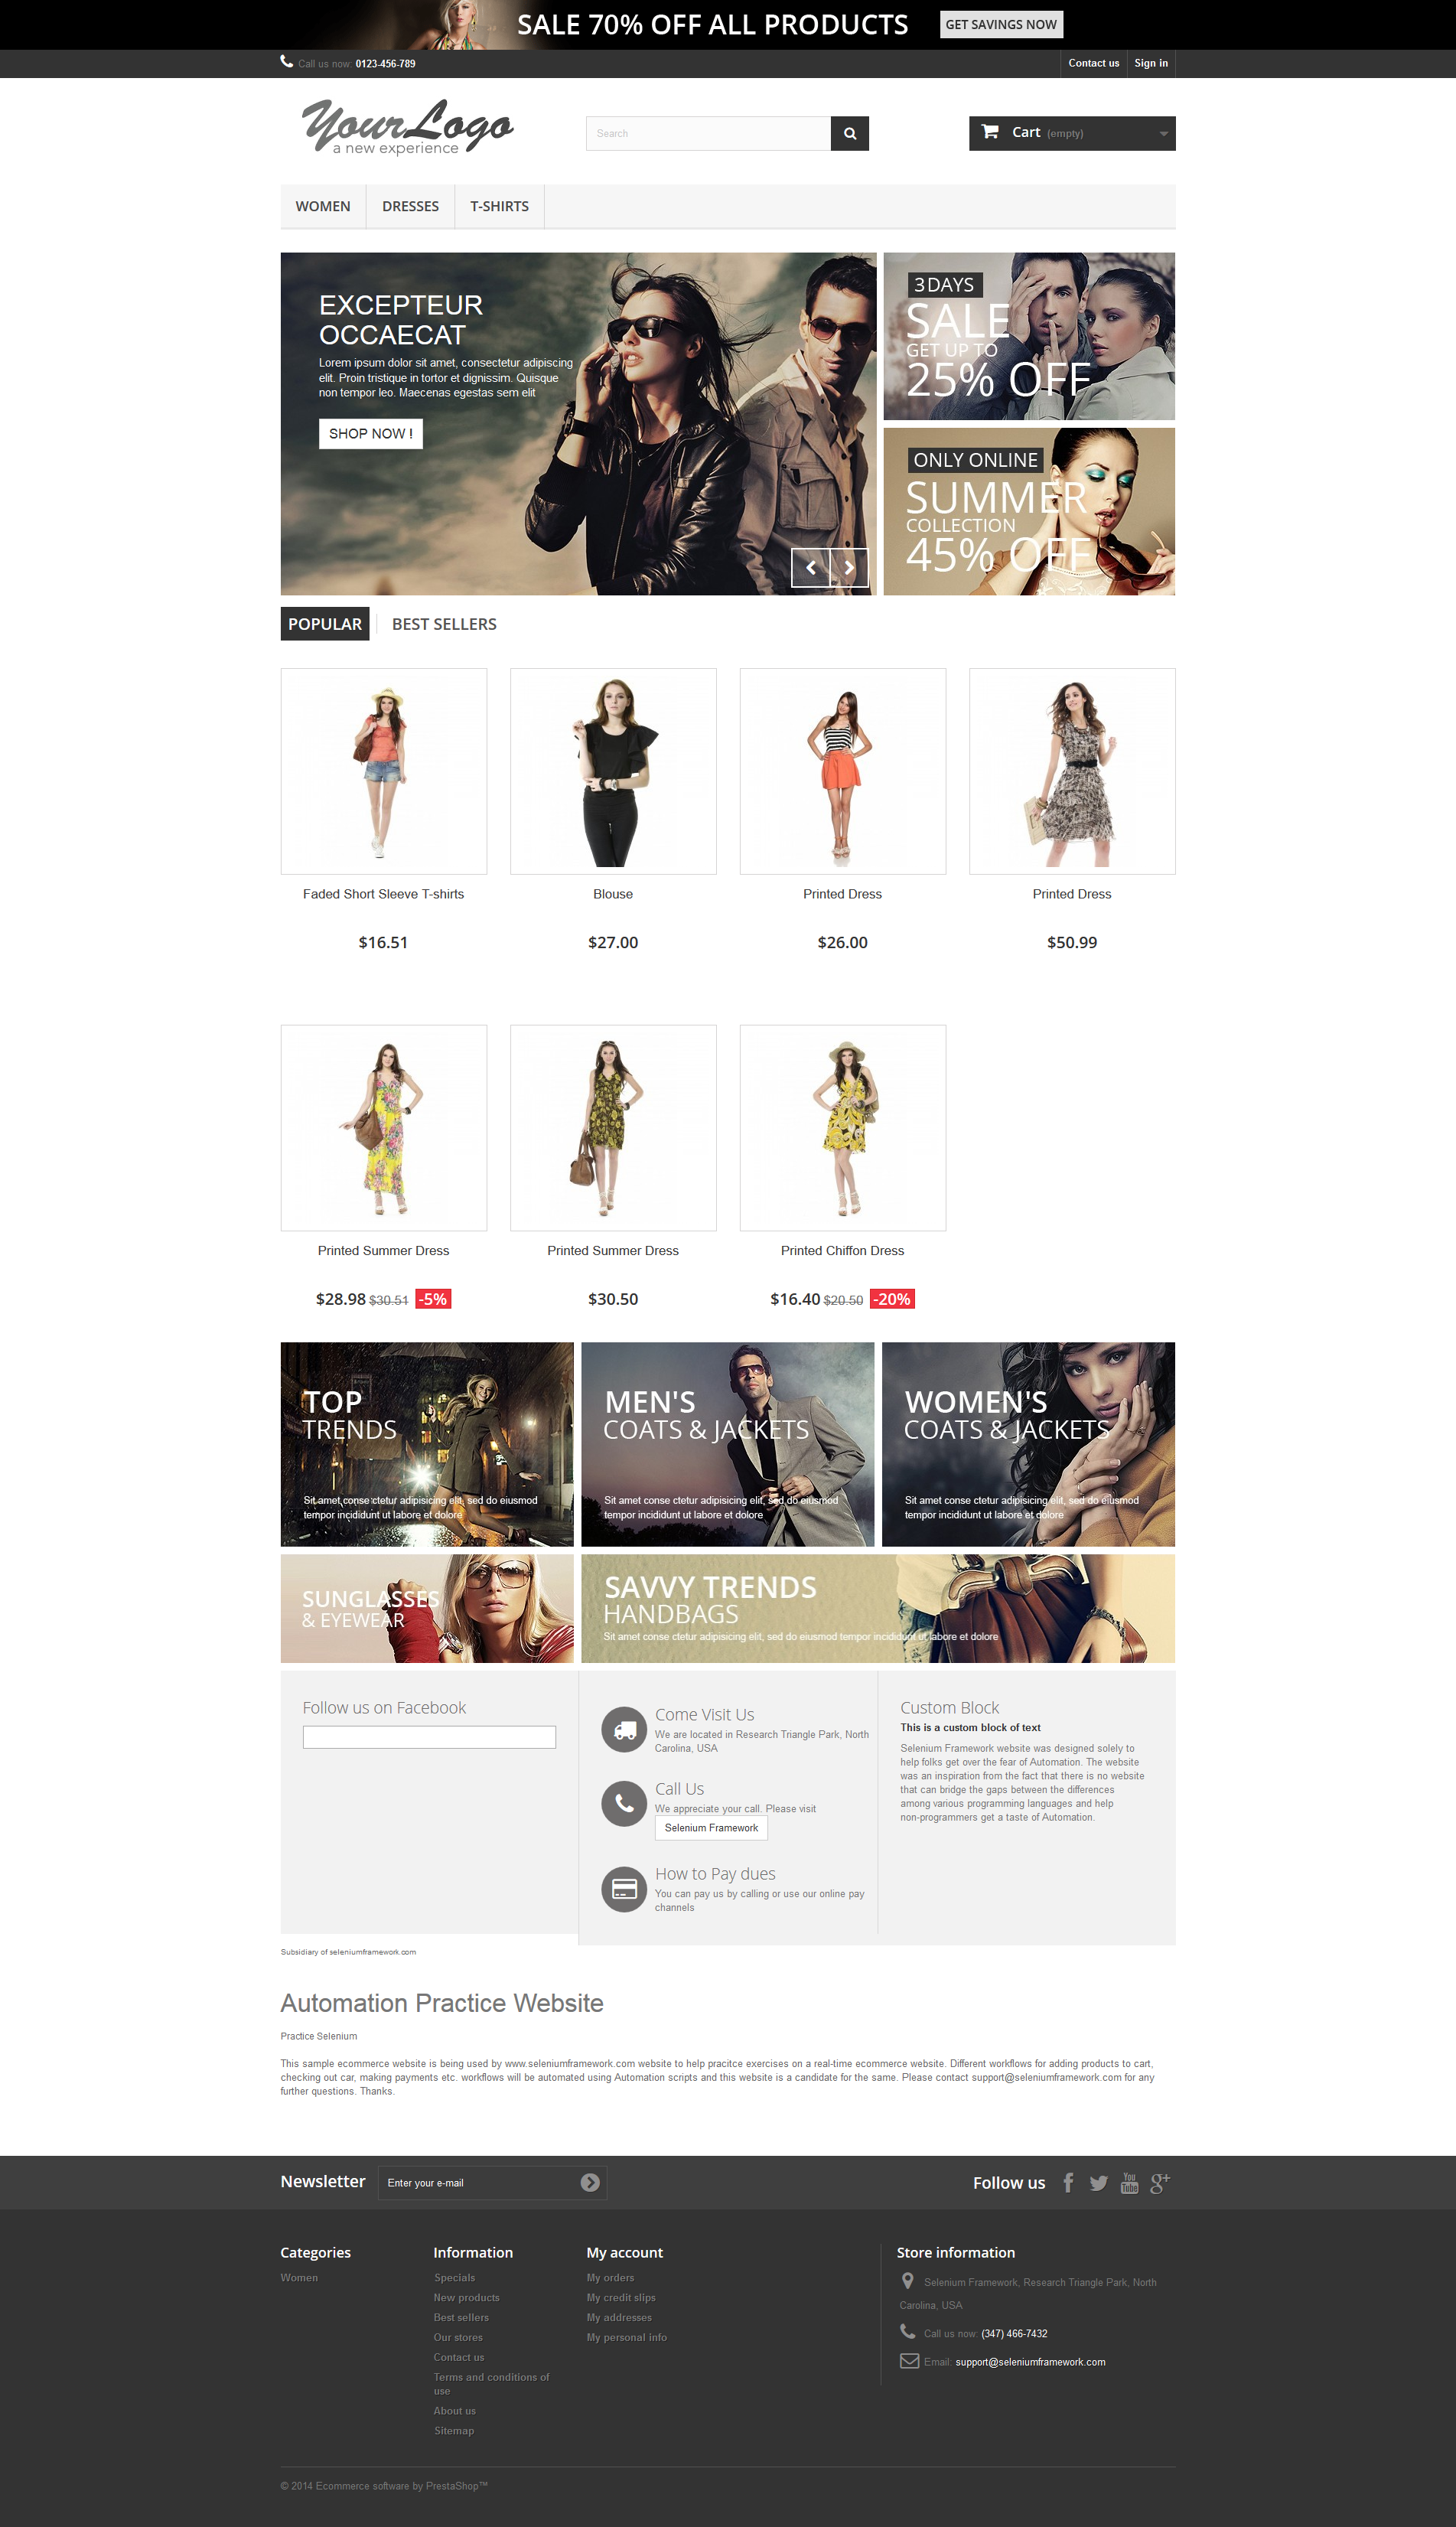 SALE 70% OFF ALL PRODUCTS
GET SAVINGS NOW
Call us now: 0123-456-789
Contact us
Sign in
YourLogo
a new experience
Search
Cart (empty)
WOMEN
DRESSES
T-SHIRTS
EXCEPTEUR
OCCAECAT
Lorem ipsum dolor sit amet, consectetur adipiscing
elit. Proin tristique in tortor et dignissim. Quisque
non tempor leo. Maecenas egestas sem elit
SHOP NOW !
3DAYS
SALE
GET UP TO
25% OFF
ONLY ONLINE
SUMMER
COLLECTION
45% OFF
POPULAR
BEST SELLERS
Faded Short Sleeve T-shirts
Blouse
Printed Dress
Printed Dress
$16.51
$27.00
$26.00
$50.99
Printed Summer Dress
Printed Summer Dress
Printed Chiffon Dress
$28.98 $30.51 -5%
$30.50
$16.40 $20.50 -20%
TOP
TRENDS
Sit amet conse ctetur adipisicing elit, sed do eiusmod
tempor incididunt ut labore et dolore
MEN'S
COATS & JACKETS
Sit amet conse ctetur adipisicing elit, sed do eiusmod
tempor incididunt ut labore et dolore
WOMEN'S
COATS & JACKETS
Sit amet conse ctetur adipisicing elit, sed do eiusmod
tempor incididunt ut labore et dolore
SUNGLASSES
& EYEWEAR
SAVVY TRENDS
HANDBAGS
Sit amet conse ctetur adipisicing elit, sed do eiusmod tempor incididunt ut labore et dolore
Follow us on Facebook
Come Visit Us
We are located in Research Triangle Park, North
Carolina, USA
Call Us
We appreciate your call. Please visit
Selenium Framework
How to Pay dues
You can pay us by calling or use our online pay
channels
Custom Block
This is a custom block of text
Selenium Framework website was designed solely to
help folks get over the fear of Automation. The website
was an inspiration from the fact that there is no website
that can bridge the gaps between the differences
among various programming languages and help
non-programmers get a taste of Automation.
Subsidiary of seleniumframework.com
Automation Practice Website
Practice Selenium
This sample ecommerce website is being used by www.seleniumframework.com website to help pracitce exercises on a real-time ecommerce website. Different workflows for adding products to cart,
checking out car, making payments etc. workflows will be automated using Automation scripts and this website is a candidate for the same. Please contact support@seleniumframework.com for any
further questions. Thanks.
Newsletter
Enter your e-mail
Follow us
You
Tube
g+
Categories
Women
Information
Specials
New products
Best sellers
Our stores
Contact us
Terms and conditions of
use
About us
Sitemap
My account
My orders
My credit slips
My addresses
My personal info
Store information
Selenium Framework, Research Triangle Park, North
Carolina, USA
Call us now: (347) 466-7432
Email: support@seleniumframework.com
© 2014 Ecommerce software by PrestaShop™